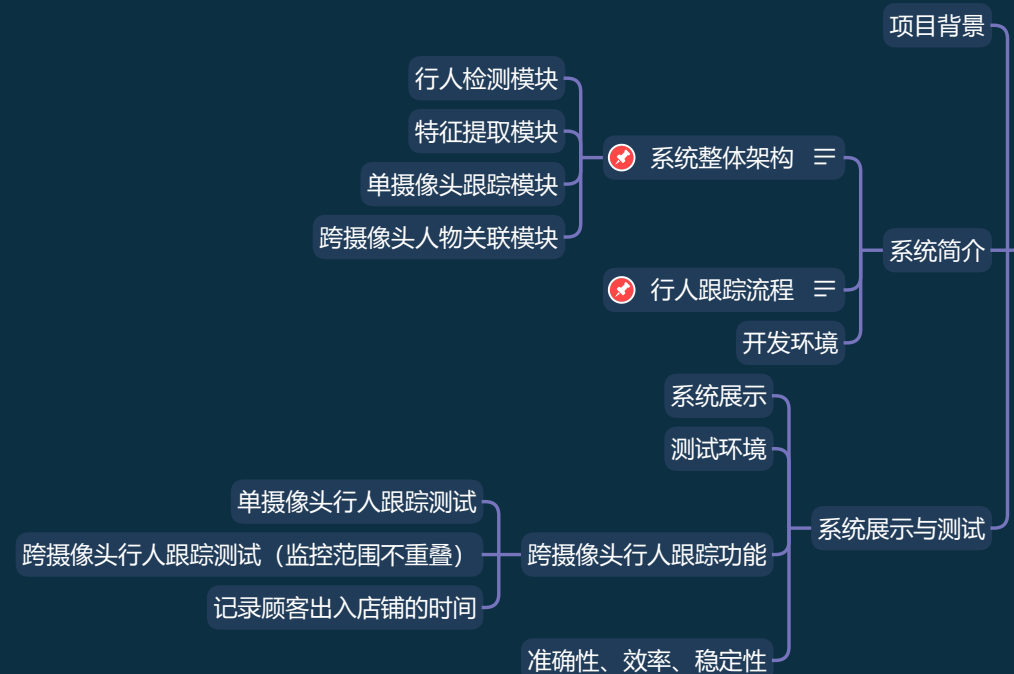 项目背景
行人检测模块
特征提取模块
系统整体架构
单摄像头跟踪模块
跨摄像头人物关联模块
系统简介
行人跟踪流程
开发环境
系统展示
测试环境
单摄像头行人跟踪测试
系统展示与测试
跨摄像头行人跟踪测试（监控范围不重叠）
跨摄像头行人跟踪功能
记录顾客出入店铺的时间
准确性、效率、稳定性